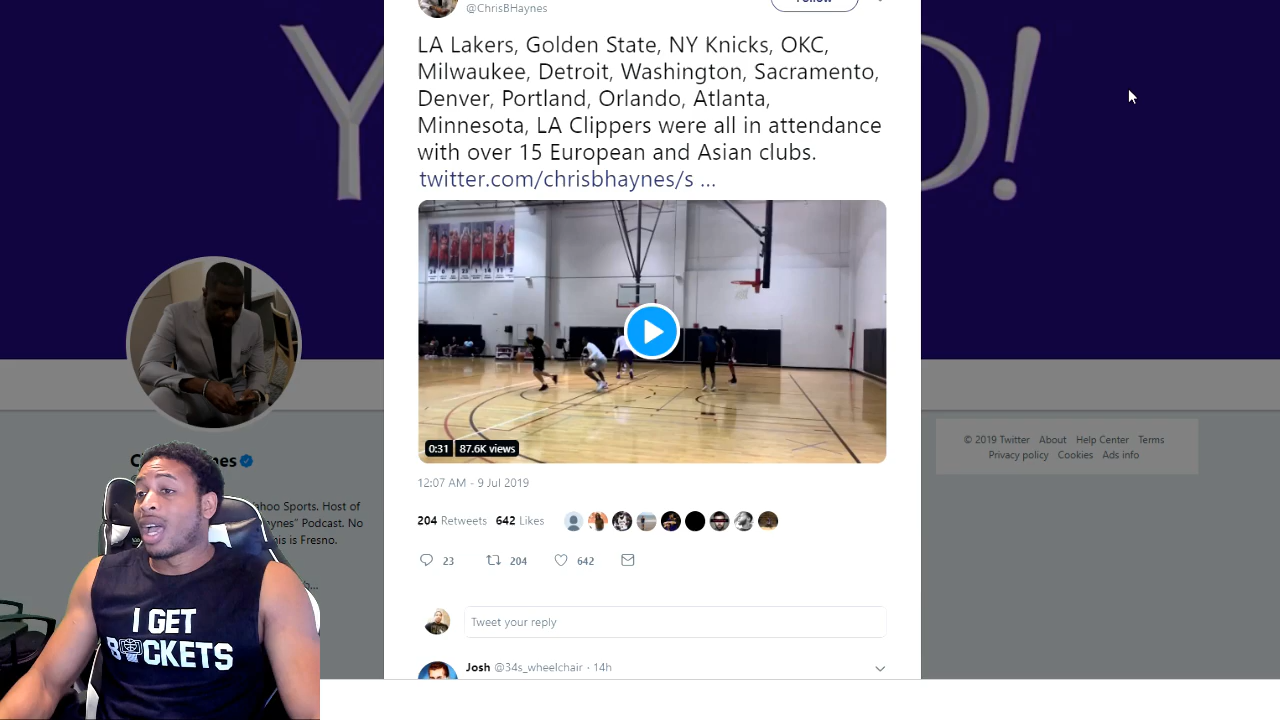 Follow
@ChrisBHaynes
LA Lakers, Golden State, NY Knicks, OKC,
Milwaukee, Detroit, Washington, Sacramento,
Denver, Portland, Orlando, Atlanta,
Minnesota, LA Clippers were all in attendance
with over 15 European and Asian clubs.
twitter.com/chrisbhaynes/s ...
0:31 87.6K views
12:07 AM - 9 Jul 2019
204 Retweets 642 Likes
23 204 642
Tweet your reply
Josh @34s_wheelchair · 14h
© 2019 Twitter About Help Center Terms
Privacy policy Cookies Ads info
Sports. Host of
Podcast. No
is Fresno.
I GET
BUCKETS